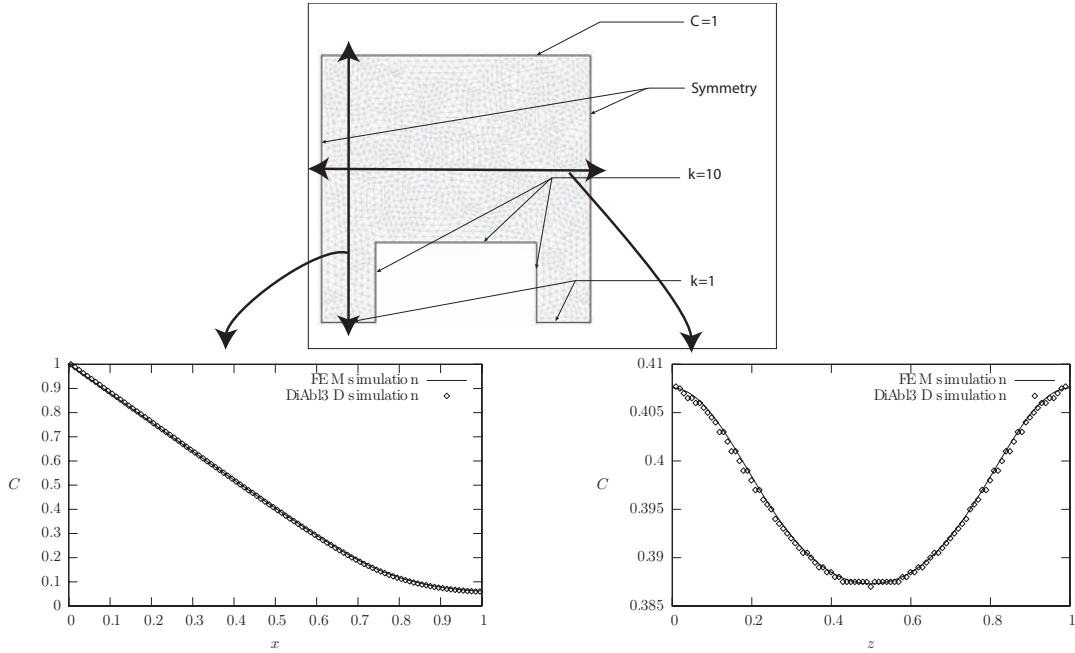 C=1
Symmetry
k=10
k=1
1
0.9
0.8
0.7
0.6
0.5
0.4
0.3
0.2
0.1
0
C
FEM simulation
DiAbl3D simulation
0 0.1 0.2 0.3 0.4 0.5 0.6 0.7 0.8 0.9 1
x
0.41
0.405
0.4
0.395
0.39
0.385
C
FEM simulation
DiAbl3D simulation
0 0.2 0.4 0.6 0.8 1
z